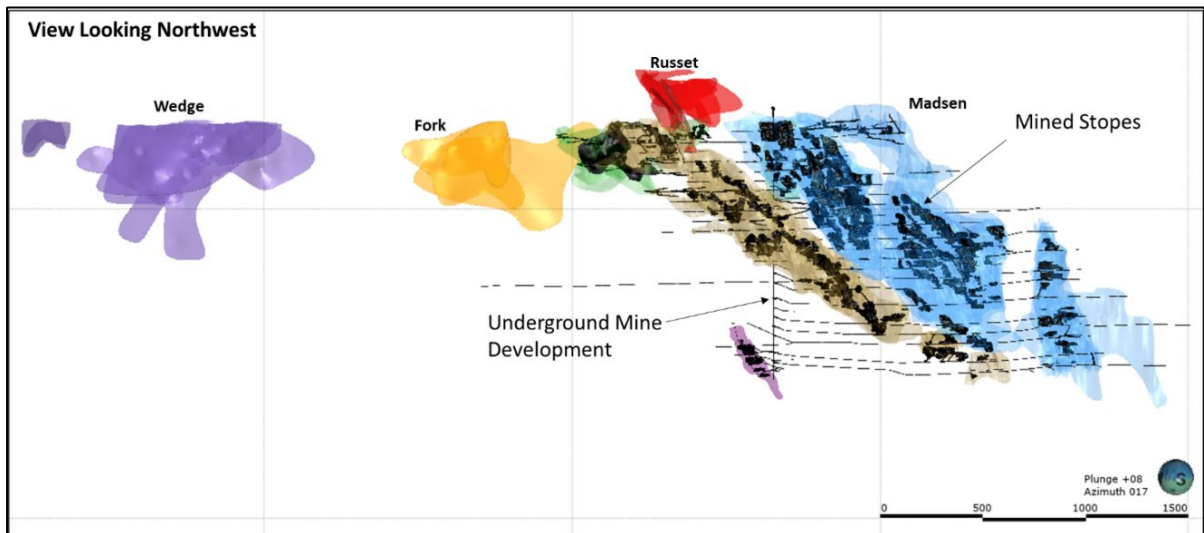 View Looking Northwest
Russet
Wedge
Madsen
Mined Stopes
Fork
Underground Mine
Development
S
Plunge +08
Azimuth 017
0 500 1000 1500